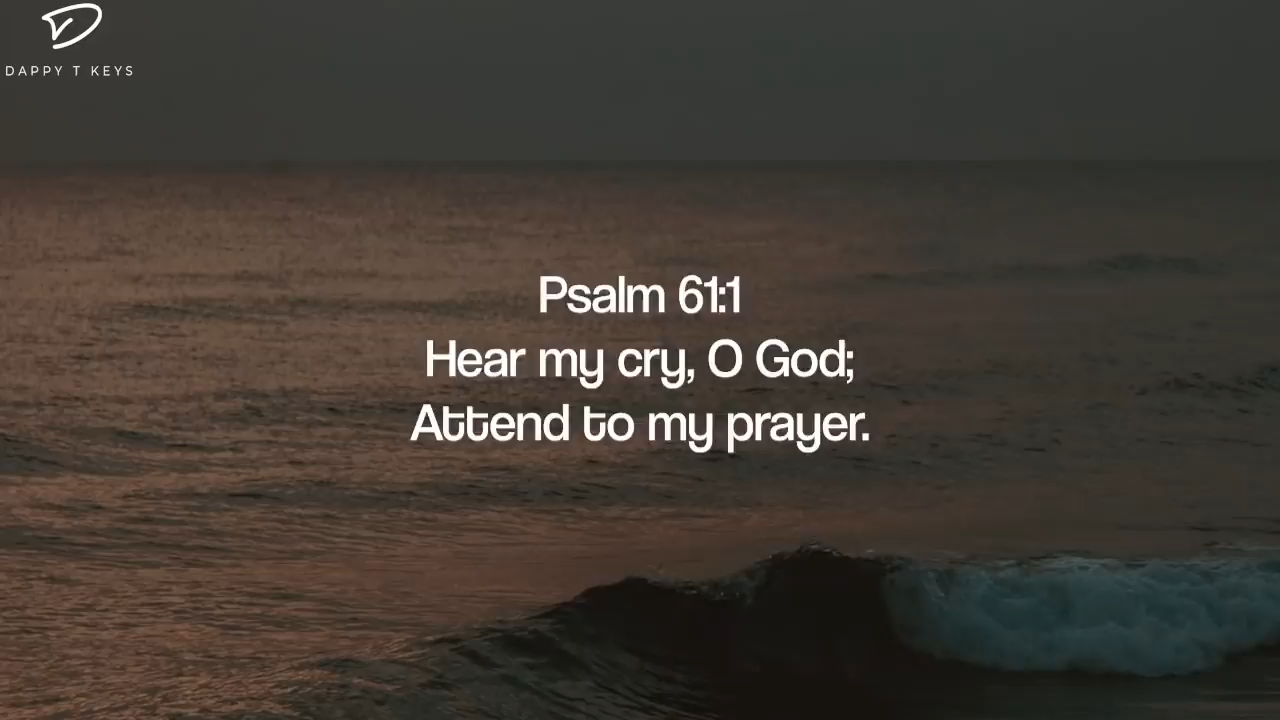 DAPPY T KEYS
Psalm 61:1
Hear my cry, O God;
Attend to my prayer.